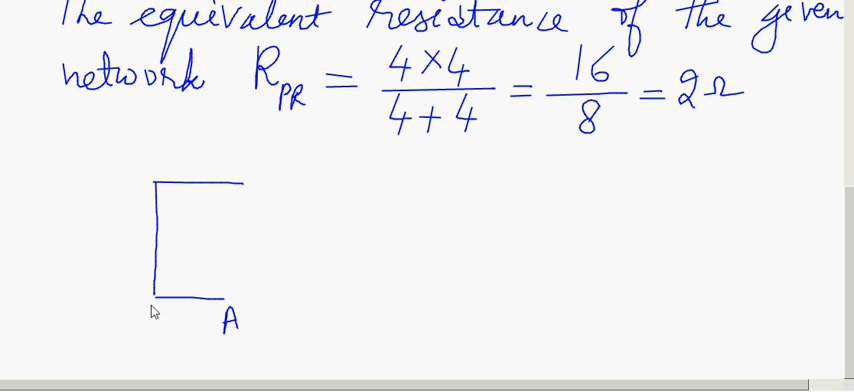 The equivalent resistance of the given
network R_PR = 4×4/4+4 = 16/8 = 2Ω
A